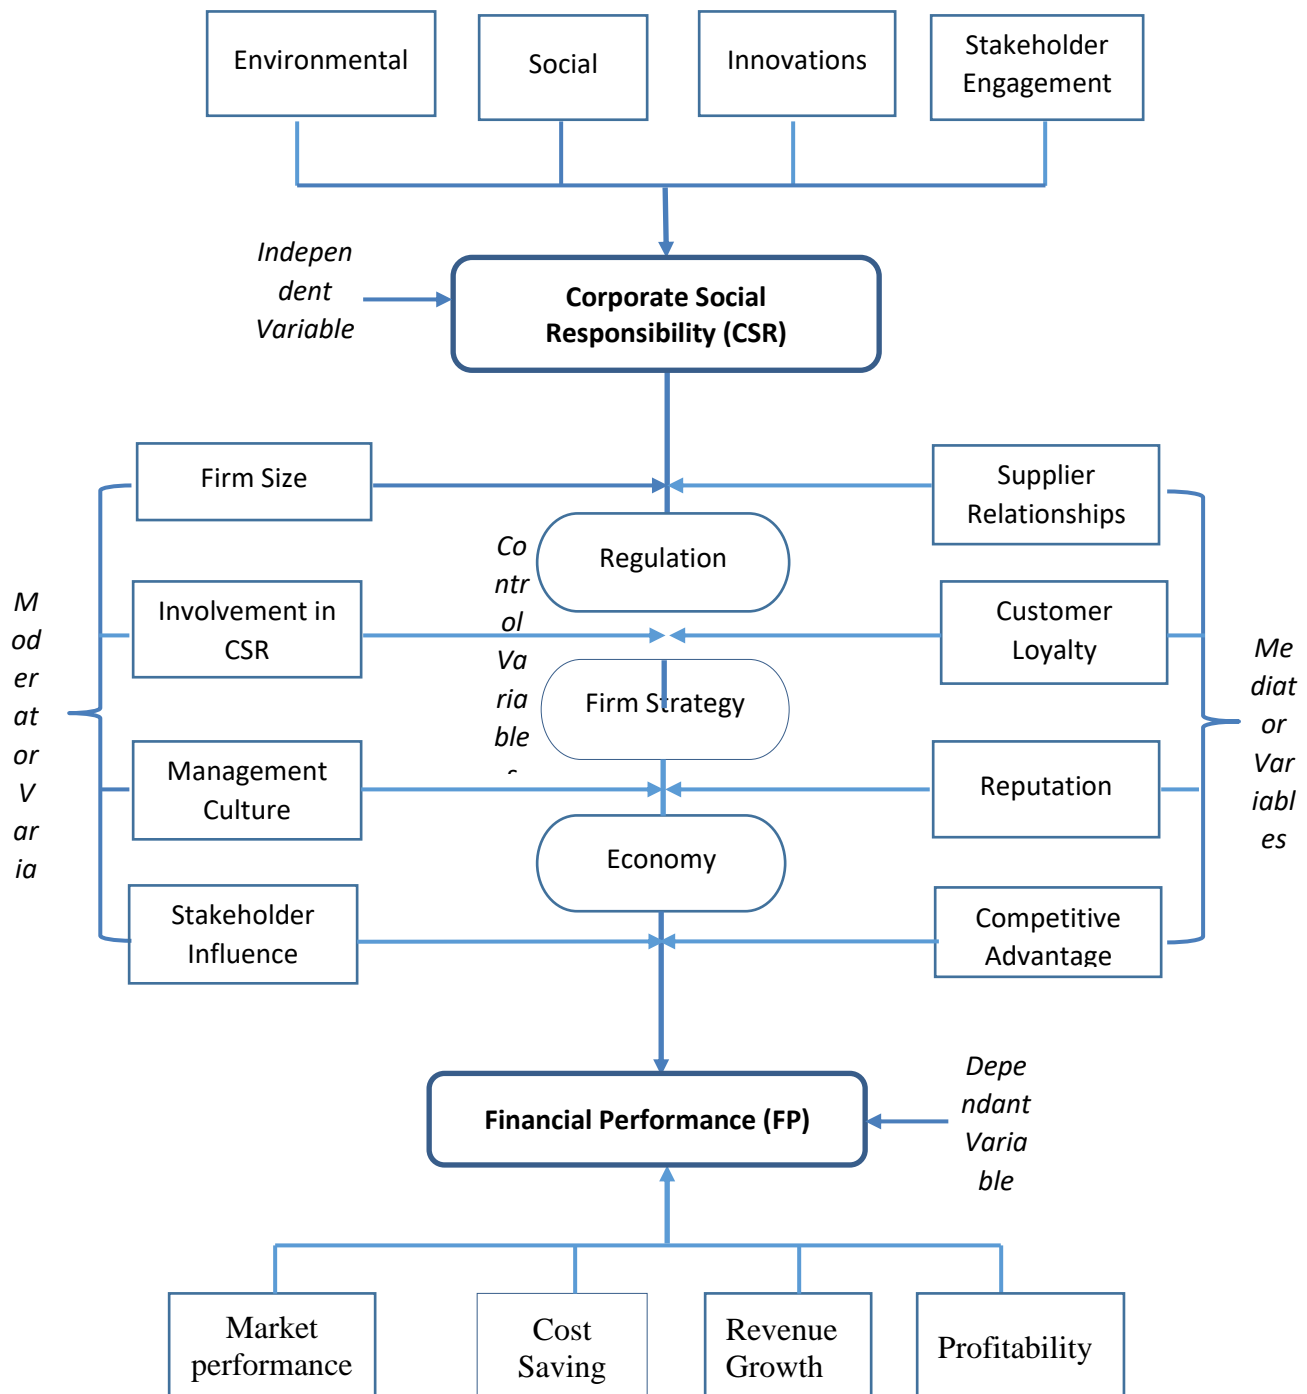 Environmental
Social
Innovations
Stakeholder
Engagement
Indepen
dent
Variable
Corporate Social
Responsibility (CSR)
Firm Size
Supplier
Relationships
Co
ntr
ol
Va
ria
ble
s
Regulation
M
od
er
at
or
V
ar
ia
Involvement in
CSR
Customer
Loyalty
Me
diat
or
Var
iabl
es
Firm Strategy
Management
Culture
Reputation
Economy
Stakeholder
Influence
Competitive
Advantage
Financial Performance (FP)
Depe
ndant
Varia
ble
Market
performance
Cost
Saving
Revenue
Growth
Profitability